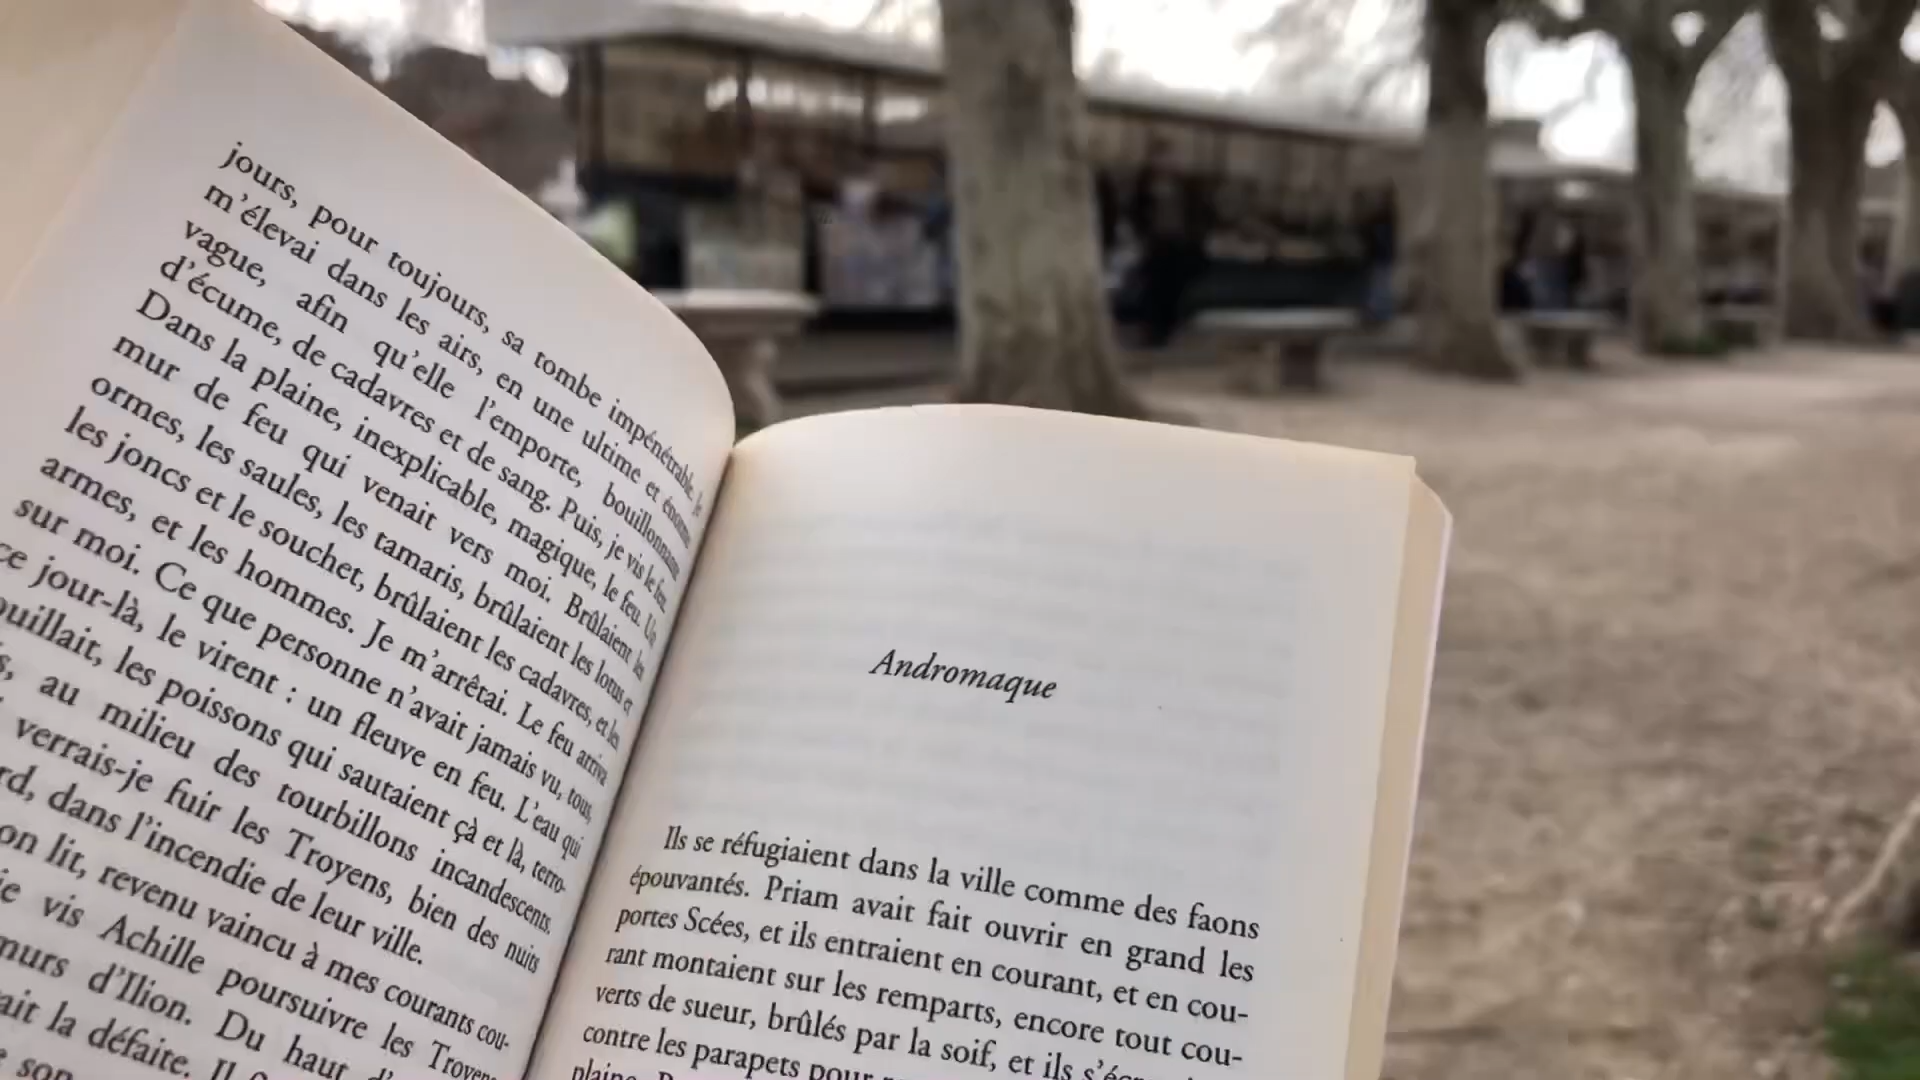 jours, pour toujours, sa tombe impénétrable. Je
m'élevai dans les airs, en une ultime et énorme
vague, afin qu'elle l'emporte, bouillonnante
d'écume, de cadavres et de sang. Puis, je vis le feu.
Dans la plaine, inexplicable, magique, le feu. Un
mur de feu qui venait vers moi. Brûlaient les
ormes, les saules, les tamaris, brûlaient les lotus et
les joncs et le souchet, brûlaient les cadavres, et les
armes, et les hommes. Je m'arrêtai. Le feu arriva
sur moi. Ce que personne n'avait jamais vu, tous,
ce jour-là, le virent : un fleuve en feu. L'eau qui
ouillait, les poissons qui sautaient çà et là, terro-
s, au milieu des tourbillons incandescents.
verrais-je fuir les Troyens, bien des nuits
rd, dans l'incendie de leur ville.
on lit, revenu vaincu à mes courants cou-
je vis Achille poursuivre les Troyens
murs d'Ilion. Du haut d'
ait la défaite. Il
son
Andromaque
Ils se réfugiaient dans la ville comme des faons
épouvantés. Priam avait fait ouvrir en grand les
portes Scées, et ils entraient en courant, et en cou-
rant montaient sur les remparts, encore tout cou-
verts de sueur, brûlés par la soif, et ils
contre les parapets pour
plaine.